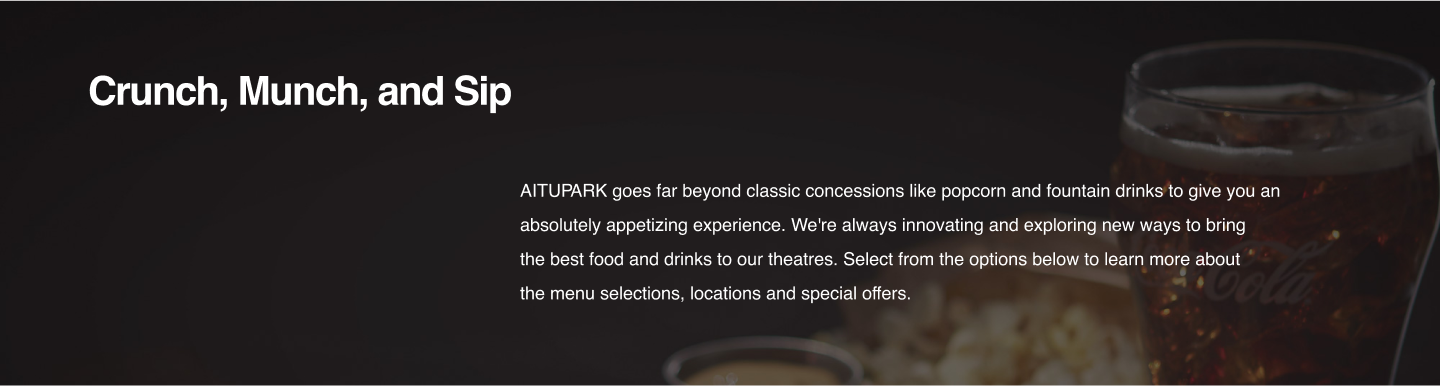 Crunch, Munch, and Sip
AITUPARK goes far beyond classic concessions like popcorn and fountain drinks to give you an
absolutely appetizing experience. We're always innovating and exploring new ways to bring
the best food and drinks to our theatres. Select from the options below to learn more about
the menu selections, locations and special offers.
Cola